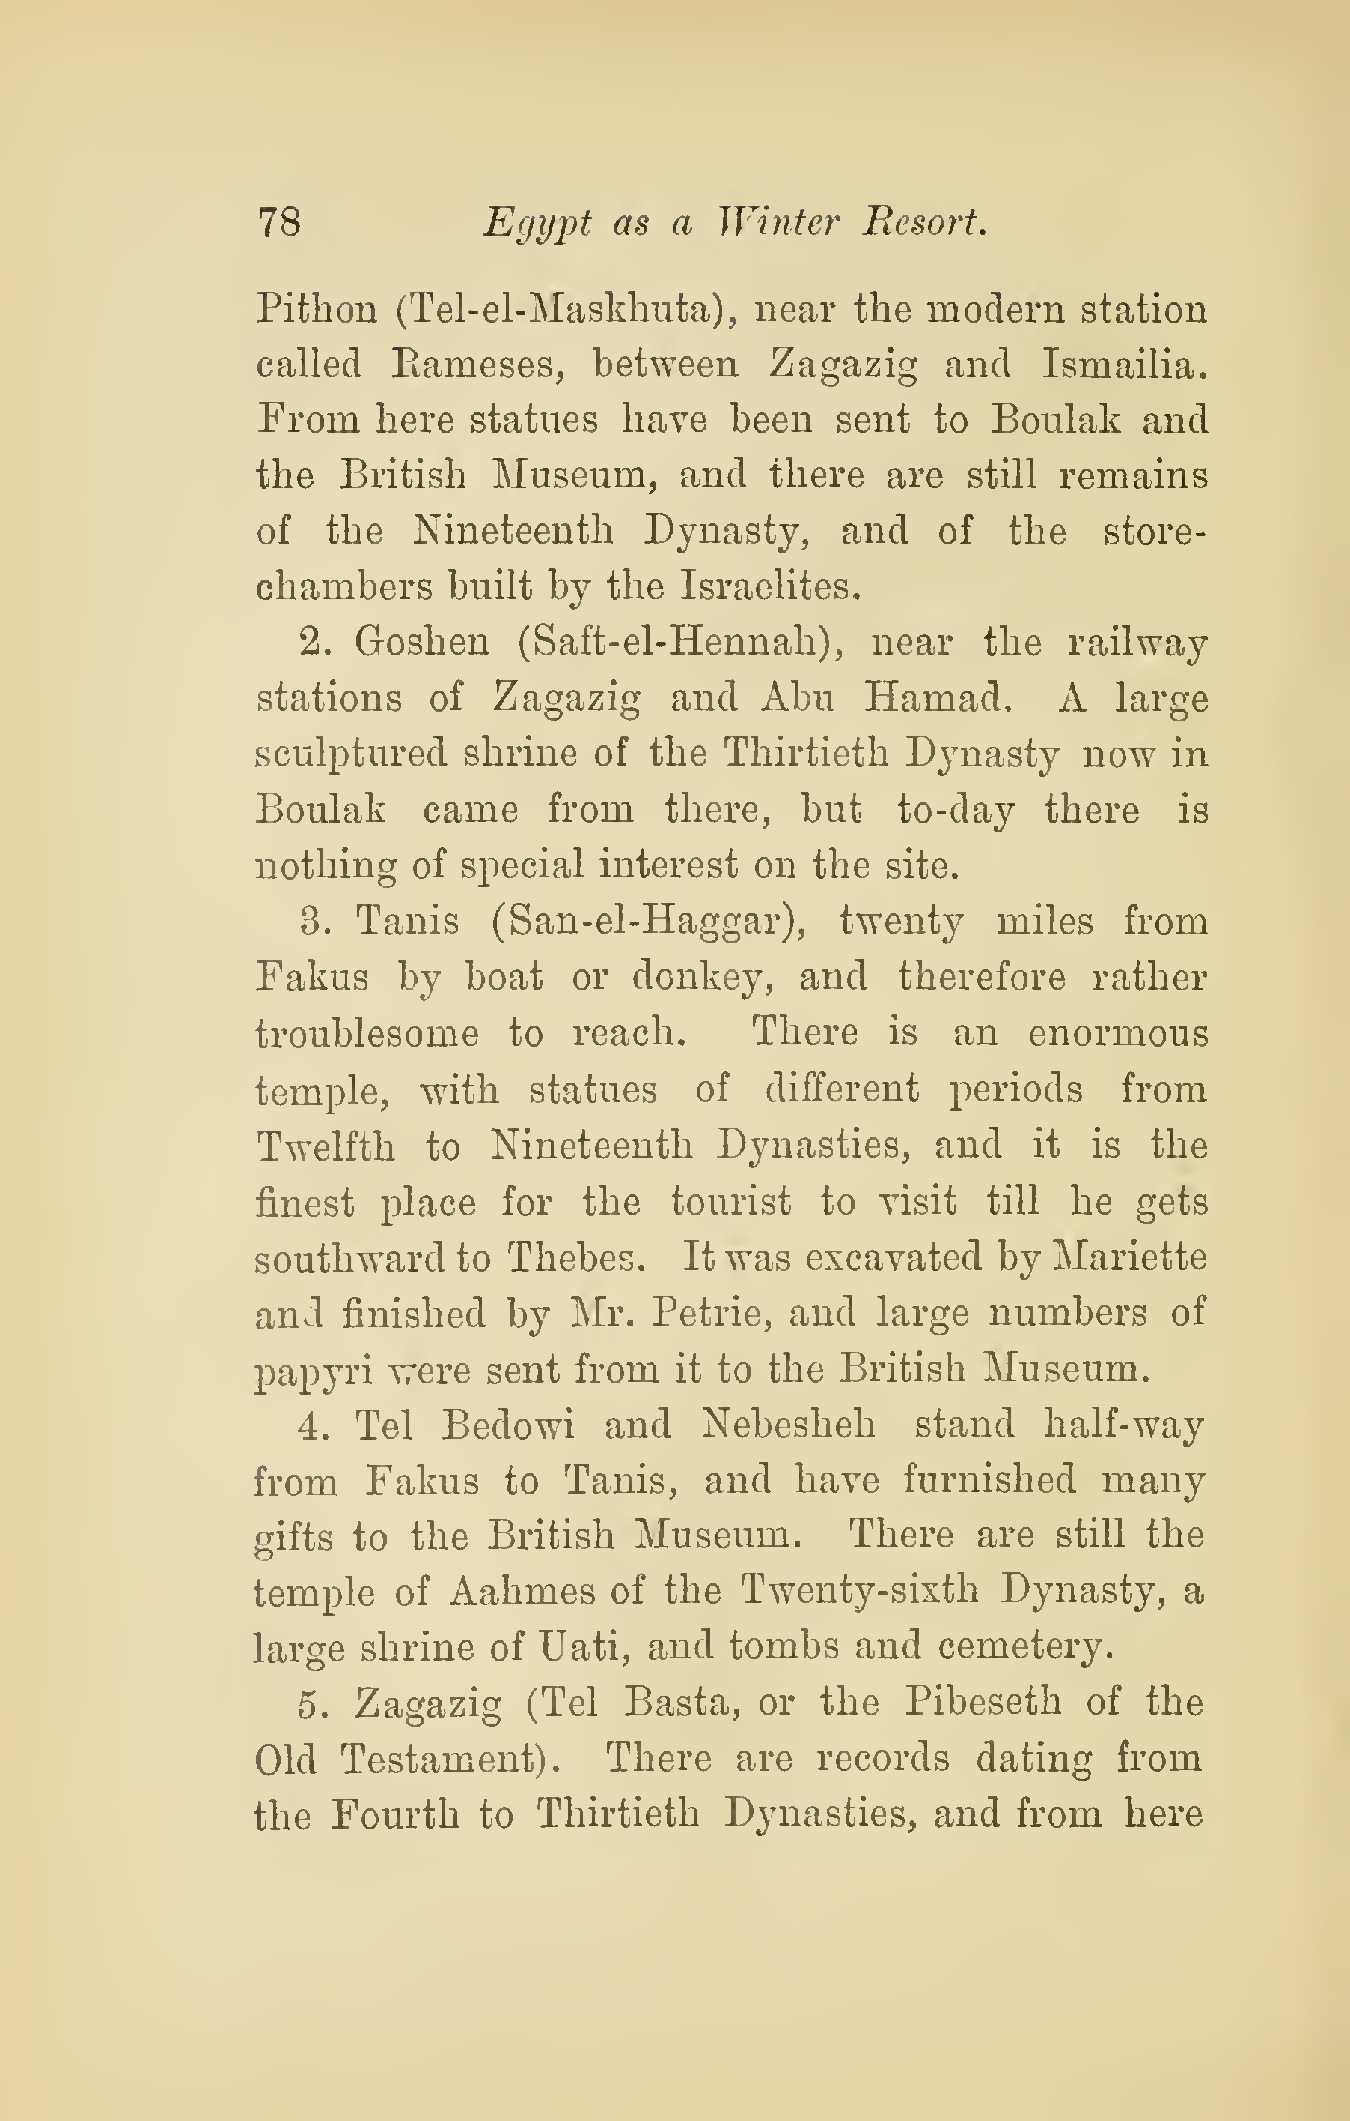 78 Egypt as a Winter Resort.
Pithon (Tel-el-Maskhuta), near the modern station
called Rameses, between Zagazig and Ismailia.
From here statues have been sent to Boulak and
the British Museum, and there are still remains
of the Nineteenth Dynasty, and of the store-
chambers built by the Israelites.
2. Goshen (Saft-el-Hennah), near the railway
stations of Zagazig and Abu Hamad. A large
sculptured shrine of the Thirtieth Dynasty now in
Boulak came from there, but to-day there is
nothing of special interest on the site.
3. Tanis (San-el-Haggar), twenty miles from
Fakus by boat or donkey, and therefore rather
troublesome to reach. There is an enormous
temple, with statues of different periods from
Twelfth to Nineteenth Dynasties, and it is the
finest place for the tourist to visit till he gets
southward to Thebes. It was excavated by Mariette
and finished by Mr. Petrie, and large numbers of
papyri were sent from it to the British Museum.
4. Tel Bedowi and Nebesheh stand half-way
from Fakus to Tanis, and have furnished many
gifts to the British Museum. There are still the
temple of Aahmes of the Twenty-sixth Dynasty, a
large shrine of Uati, and tombs and cemetery.
5. Zagazig (Tel Basta, or the Pibeseth of the
Old Testament). There are records dating from
the Fourth to Thirtieth Dynasties, and from here